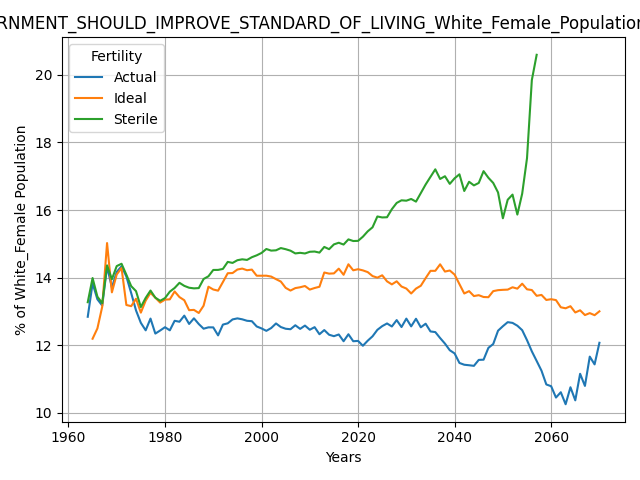 RNMENT_SHOULD_IMPROVE_STANDARD_OF_LIVING_White_Female_Population
Fertility
Actual
Ideal
Sterile
% of White_Female Population
20
18
16
14
12
10
1960
1980
2000
2020
2040
2060
Years